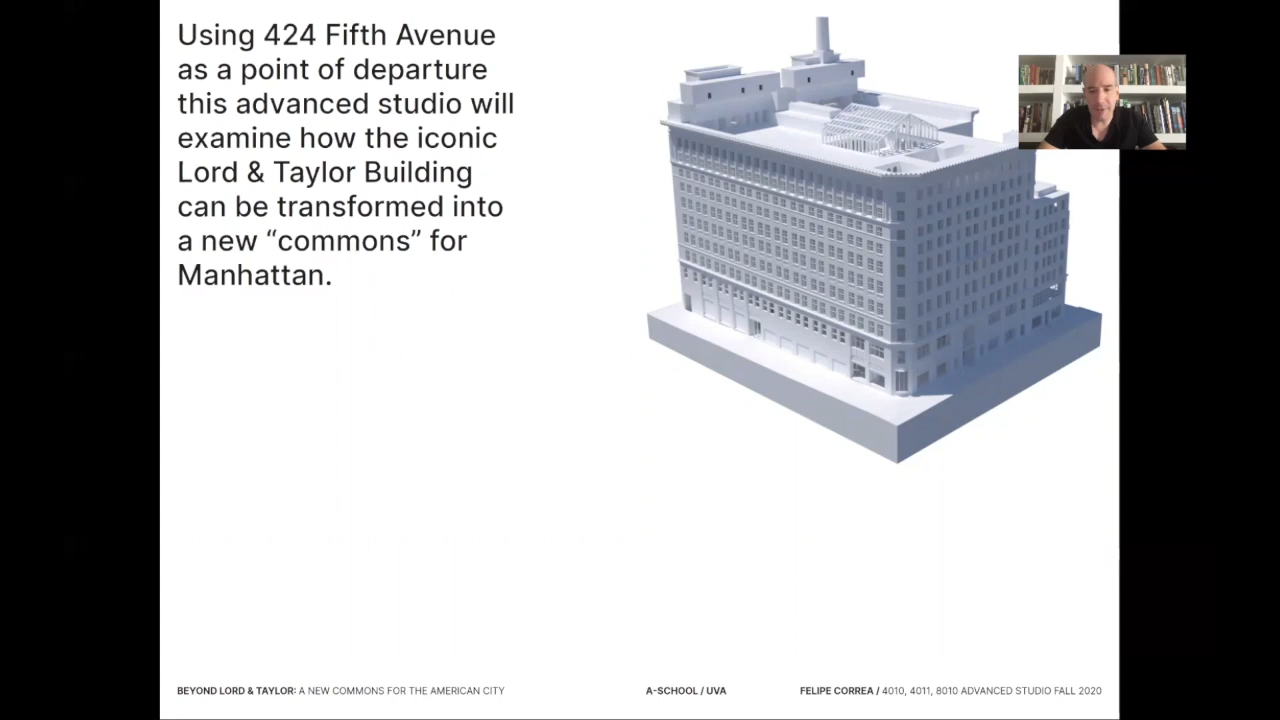 Using 424 Fifth Avenue
as a point of departure
this advanced studio will
examine how the iconic
Lord & Taylor Building
can be transformed into
a new “commons” for
Manhattan.
BEYOND LORD & TAYLOR: A NEW COMMONS FOR THE AMERICAN CITY
A-SCHOOL / UVA
FELIPE CORREA / 4010, 4011, 8010 ADVANCED STUDIO FALL 2020